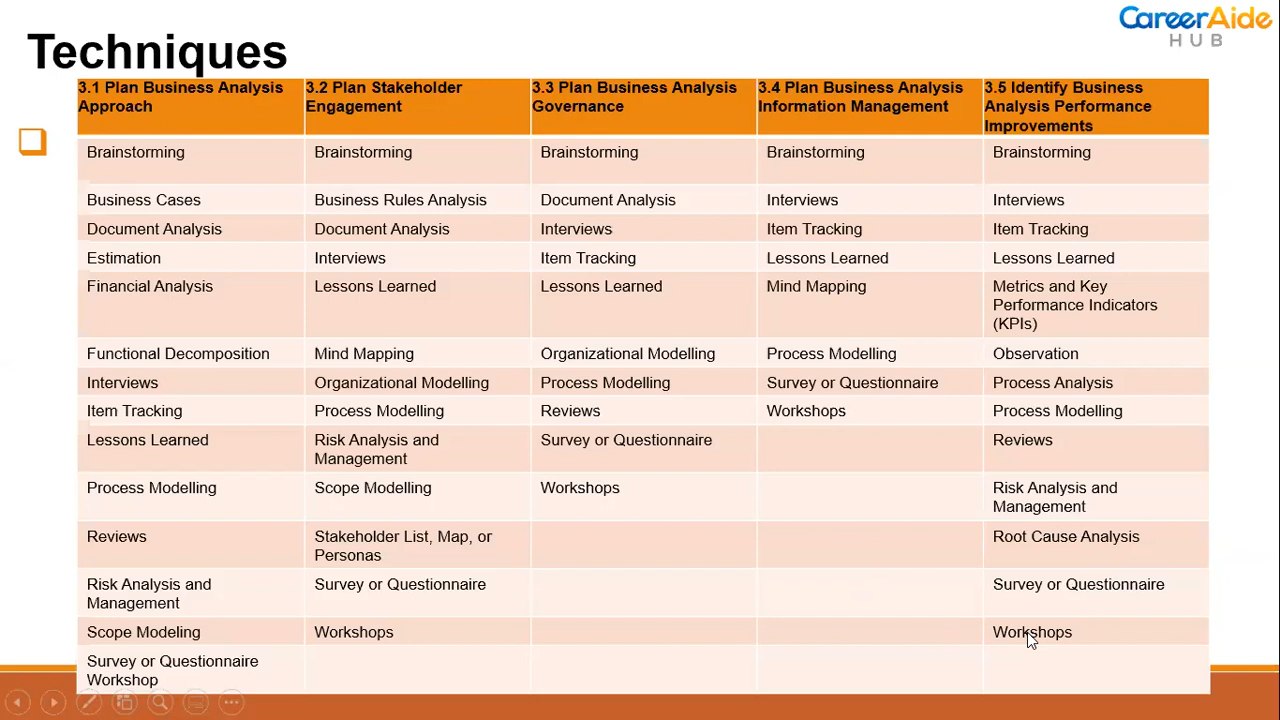 CareerAide
HUB
Techniques
3.1 Plan Business Analysis
Approach
3.2 Plan Stakeholder
Engagement
3.3 Plan Business Analysis
Governance
3.4 Plan Business Analysis
Information Management
3.5 Identify Business
Analysis Performance
Improvements
Brainstorming
Brainstorming
Brainstorming
Brainstorming
Brainstorming
Business Cases
Business Rules Analysis
Document Analysis
Interviews
Interviews
Document Analysis
Document Analysis
Interviews
Item Tracking
Item Tracking
Estimation
Interviews
Item Tracking
Lessons Learned
Lessons Learned
Financial Analysis
Lessons Learned
Lessons Learned
Mind Mapping
Metrics and Key
Performance Indicators
(KPIs)
Functional Decomposition
Mind Mapping
Organizational Modelling
Process Modelling
Observation
Interviews
Organizational Modelling
Process Modelling
Survey or Questionnaire
Process Analysis
Item Tracking
Process Modelling
Reviews
Workshops
Process Modelling
Lessons Learned
Risk Analysis and
Management
Survey or Questionnaire
Reviews
Process Modelling
Scope Modelling
Workshops
Risk Analysis and
Management
Reviews
Stakeholder List, Map, or
Personas
Root Cause Analysis
Risk Analysis and
Management
Survey or Questionnaire
Survey or Questionnaire
Scope Modeling
Workshops
Workshops
Survey or Questionnaire
Workshop